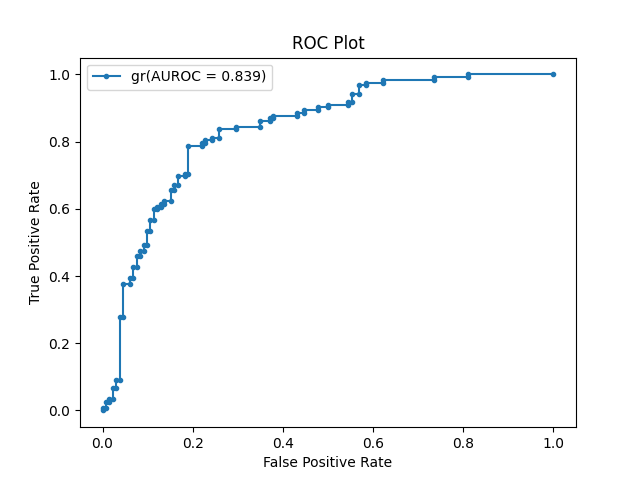 ROC Plot
gr(AUROC = 0.839)
True Positive Rate
1.0
0.8
0.6
0.4
0.2
0.0
0.0 0.2 0.4 0.6 0.8 1.0
False Positive Rate